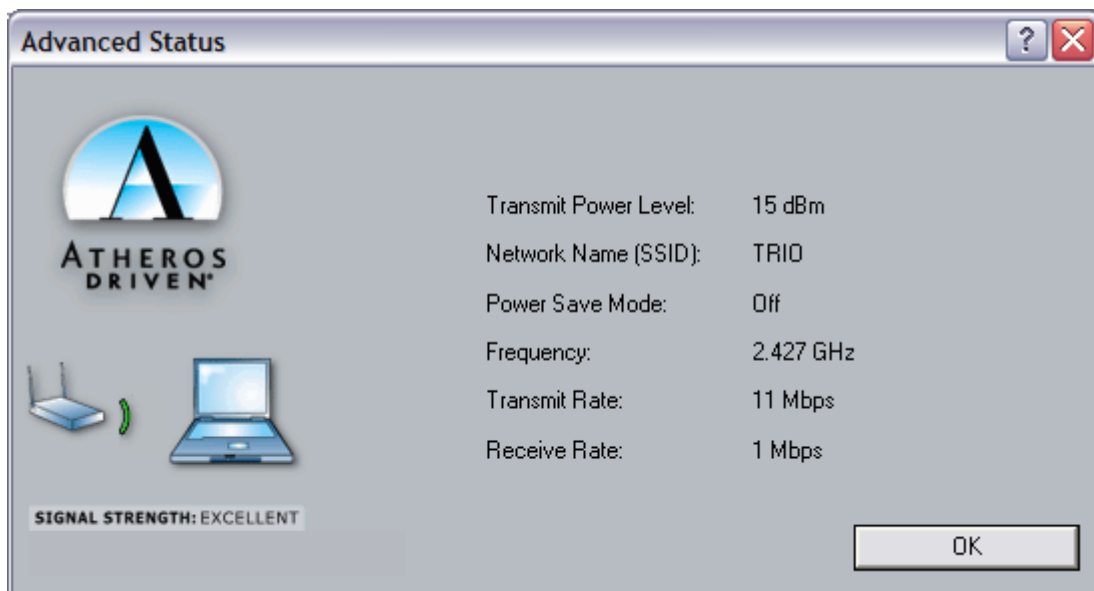 Advanced Status
?
ATHEROS
DRIVEN®
Transmit Power Level: 15 dBm
Network Name (SSID): TRIO
Power Save Mode: Off
Frequency: 2.427 GHz
Transmit Rate: 11 Mbps
Receive Rate: 1 Mbps
SIGNAL STRENGTH: EXCELLENT
OK